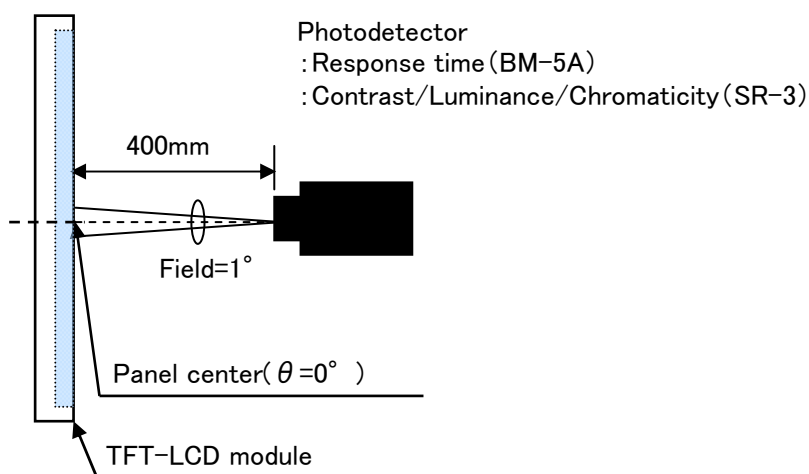 Photodetector
:Response time(BM-5A)
:Contrast/Luminance/Chromaticity(SR-3)
400mm
Field=1°
Panel center(θ=0° )
TFT-LCD module